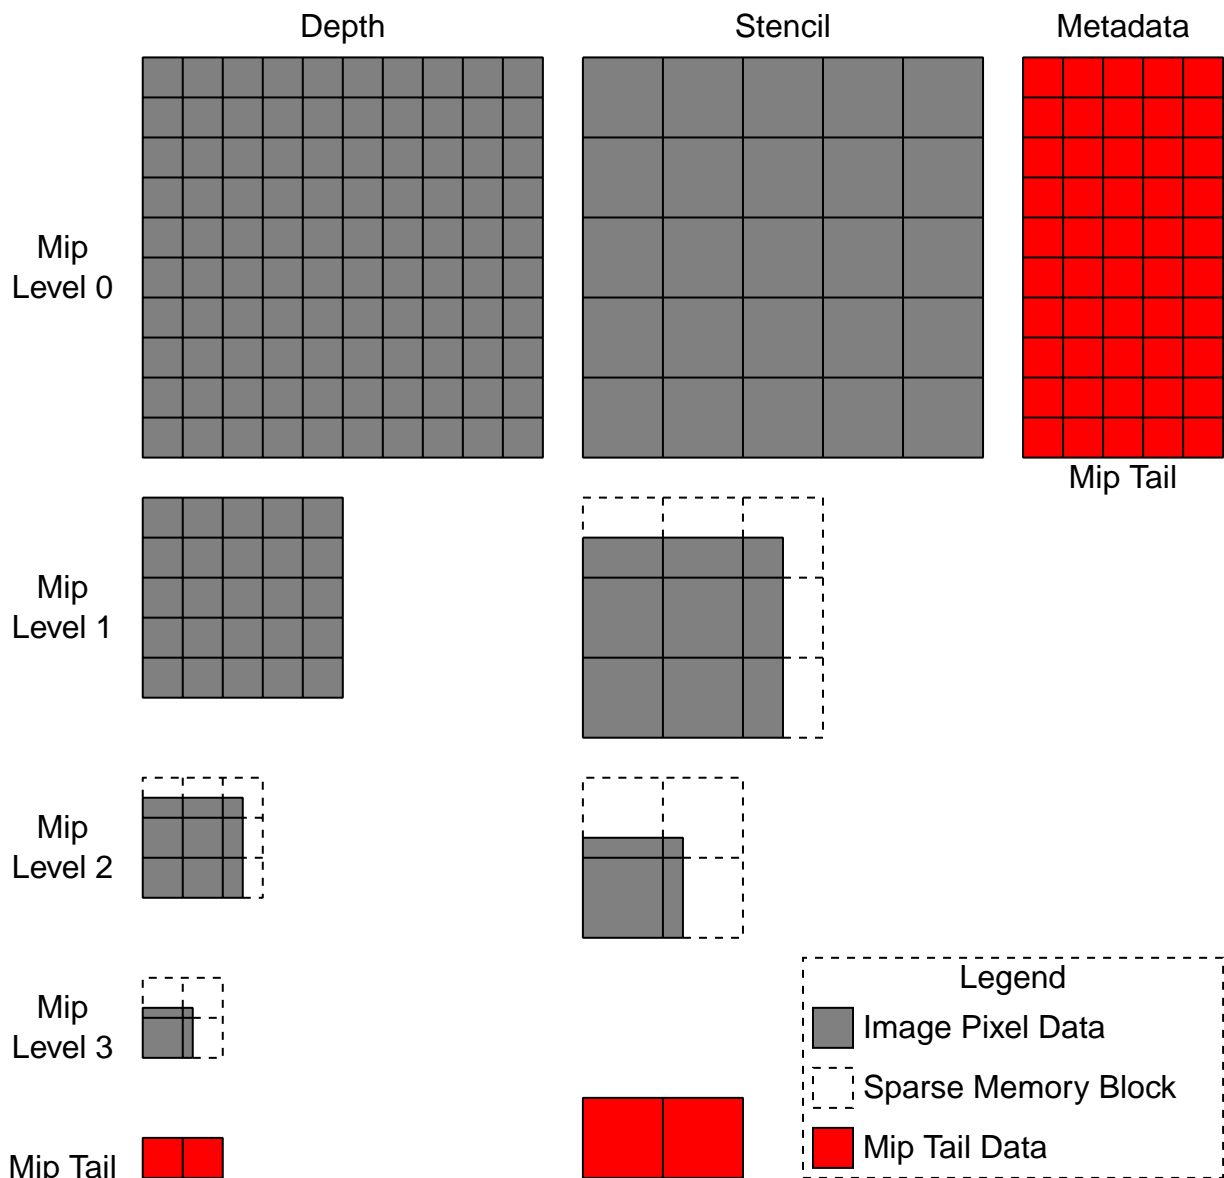 Depth
Stencil
Metadata
Mip
Level 0
Mip Tail
Mip
Level 1
Mip
Level 2
Mip
Level 3
Mip Tail
Legend
Image Pixel Data
Sparse Memory Block
Mip Tail Data